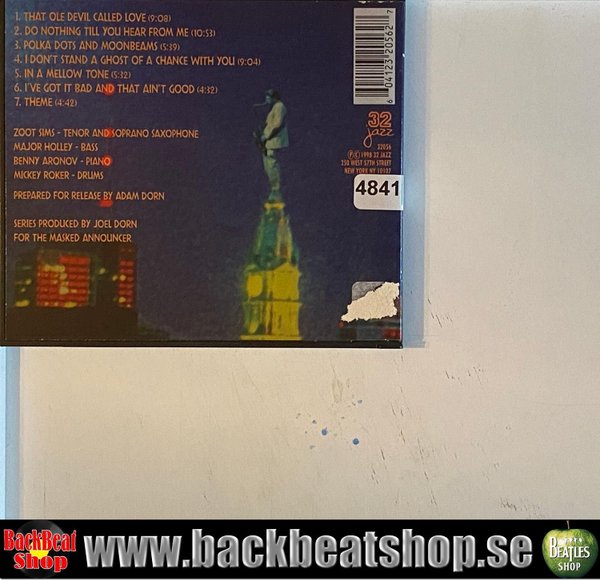 1. THAT OLE DEVIL CALLED LOVE (9:08)
2. DO NOTHING TILL YOU HEAR FROM ME (10:53)
3. POLKA DOTS AND MOONBEAMS (5:39)
4. I DON'T STAND A GHOST OF A CHANCE WITH YOU (9:04)
5. IN A MELLOW TONE (5:32)
6. I'VE GOT IT BAD AND THAT AIN'T GOOD (4:32)
7. THEME (4:42)
ZOOT SIMS - TENOR AND SOPRANO SAXOPHONE
MAJOR HOLLEY - BASS
BENNY ARONOV - PIANO
MICKEY ROKER - DRUMS
PREPARED FOR RELEASE BY ADAM DORN
SERIES PRODUCED BY JOEL DORN
FOR THE MASKED ANNOUNCER
6 04123 20562 7
32
jazz
32056
℗© 1998 32 JAZZ
250 WEST 57TH STREET
NEW YORK NY 10107
4841
BackBeat
Shop
www.backbeatshop.se
BEATLES
SHOP